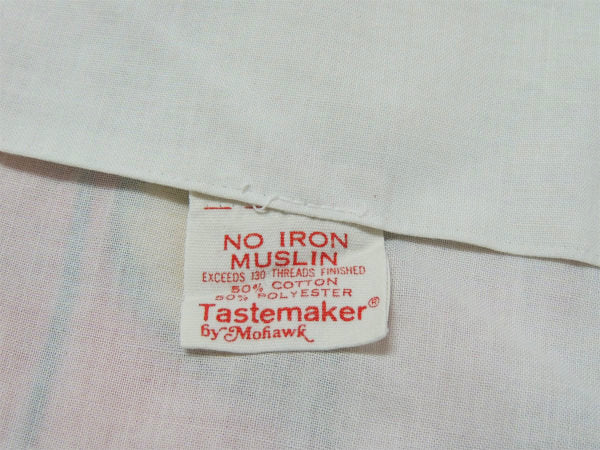 NO IRON
MUSLIN
EXCEEDS 130 THREADS FINISHED
50% COTTON
50% POLYESTER
Tastemaker®
by Mohawk